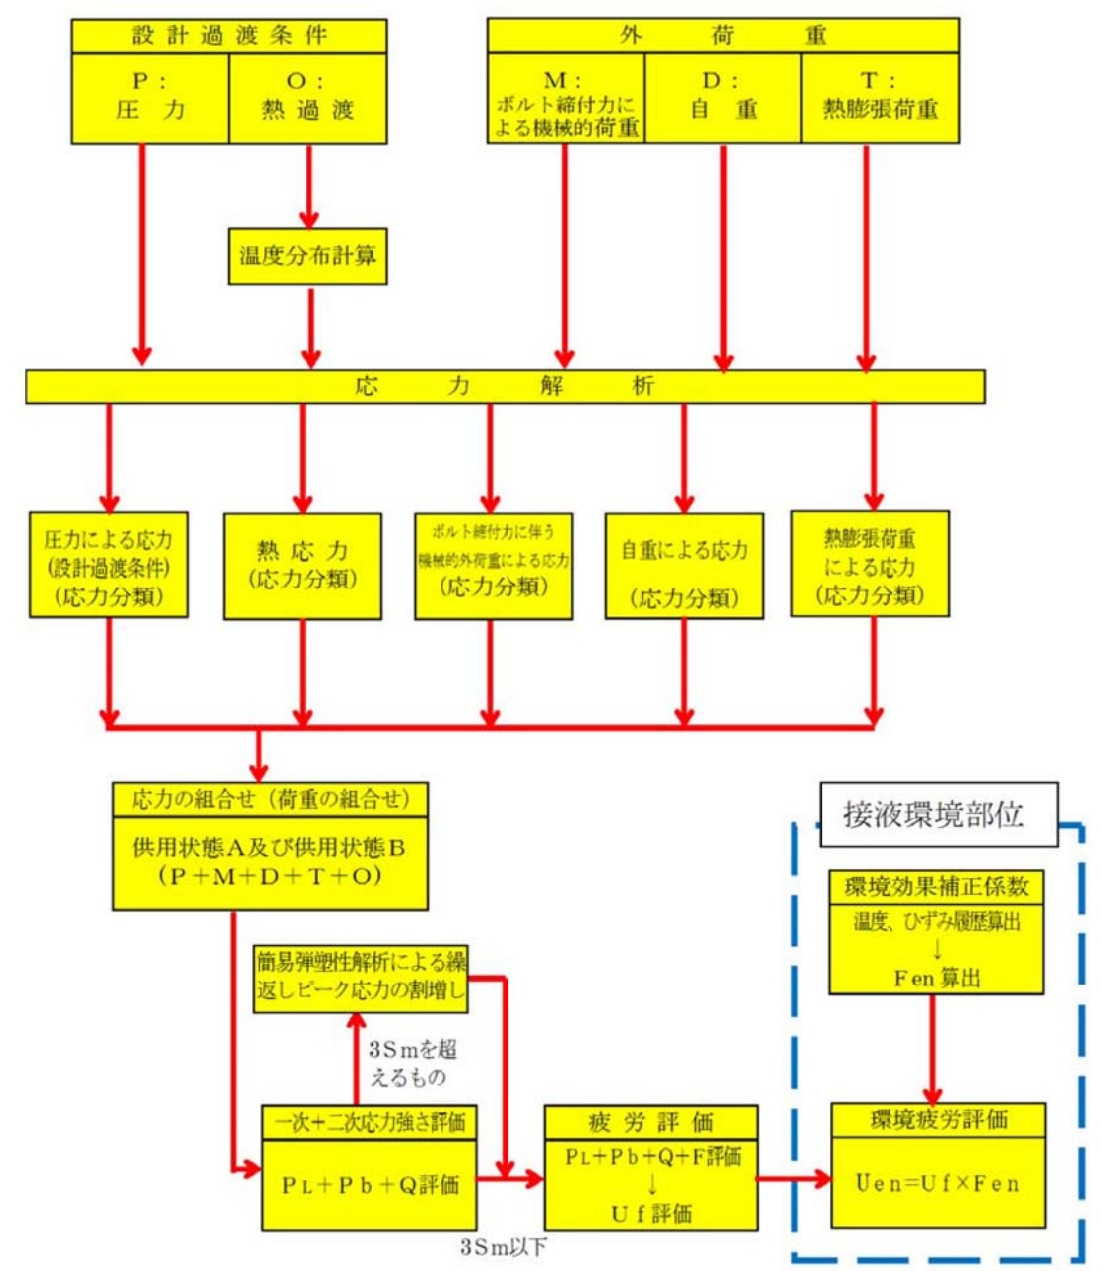 設計過渡条件
P：
圧力
O：
熱過渡
外荷重
M：
ボルト締付力に
よる機械的荷重
D：
自重
T：
熱膨張荷重
温度分布計算
応力解析
圧力による応力
(設計過渡条件)
(応力分類)
熱応力
(応力分類)
ボルト締付力に伴う
機械的外荷重による応力
(応力分類)
自重による応力
(応力分類)
熱膨張荷重
による応力
(応力分類)
応力の組合せ（荷重の組合せ）
供用状態A及び供用状態B
(P+M+D+T+O)
簡易弾塑性解析による繰
返しピーク応力の割増し
3Smを超
えるもの
一次+二次応力強さ評価
PL+Pb+Q評価
3Sm以下
疲労評価
PL+Pb+Q+F評価
↓
Uf評価
接液環境部位
環境効果補正係数
温度、ひずみ履歴算出
↓
Fen算出
環境疲労評価
Uen=Uf×Fen